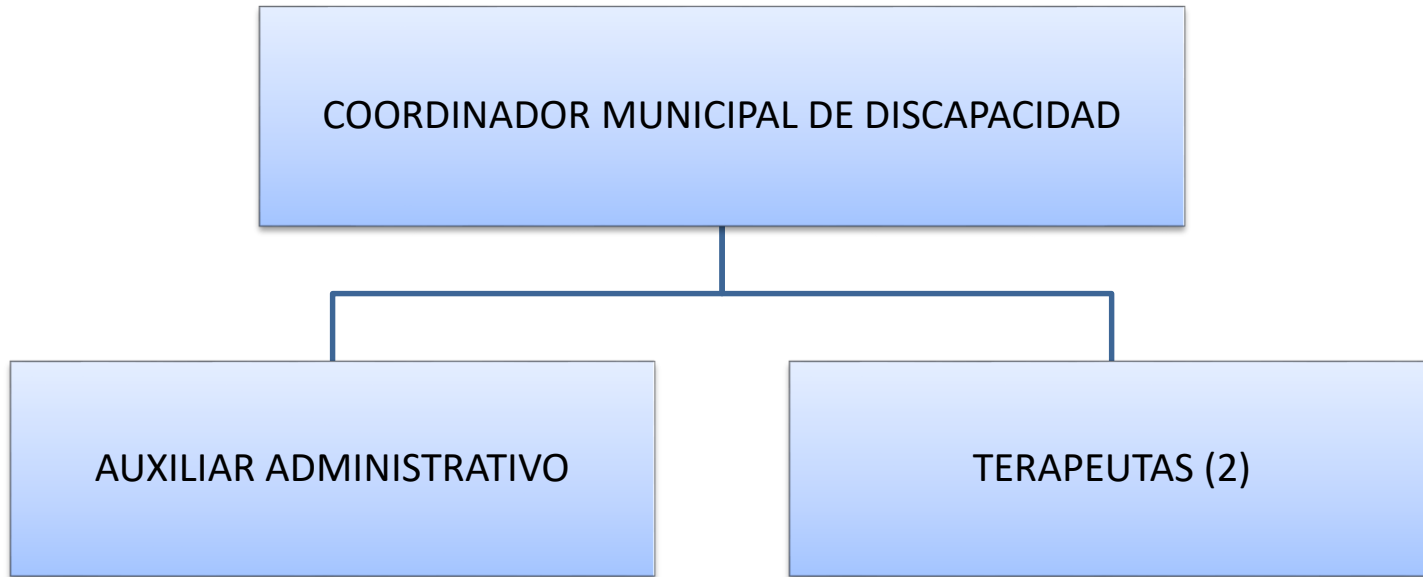 COORDINADOR MUNICIPAL DE DISCAPACIDAD
AUXILIAR ADMINISTRATIVO
TERAPEUTAS (2)